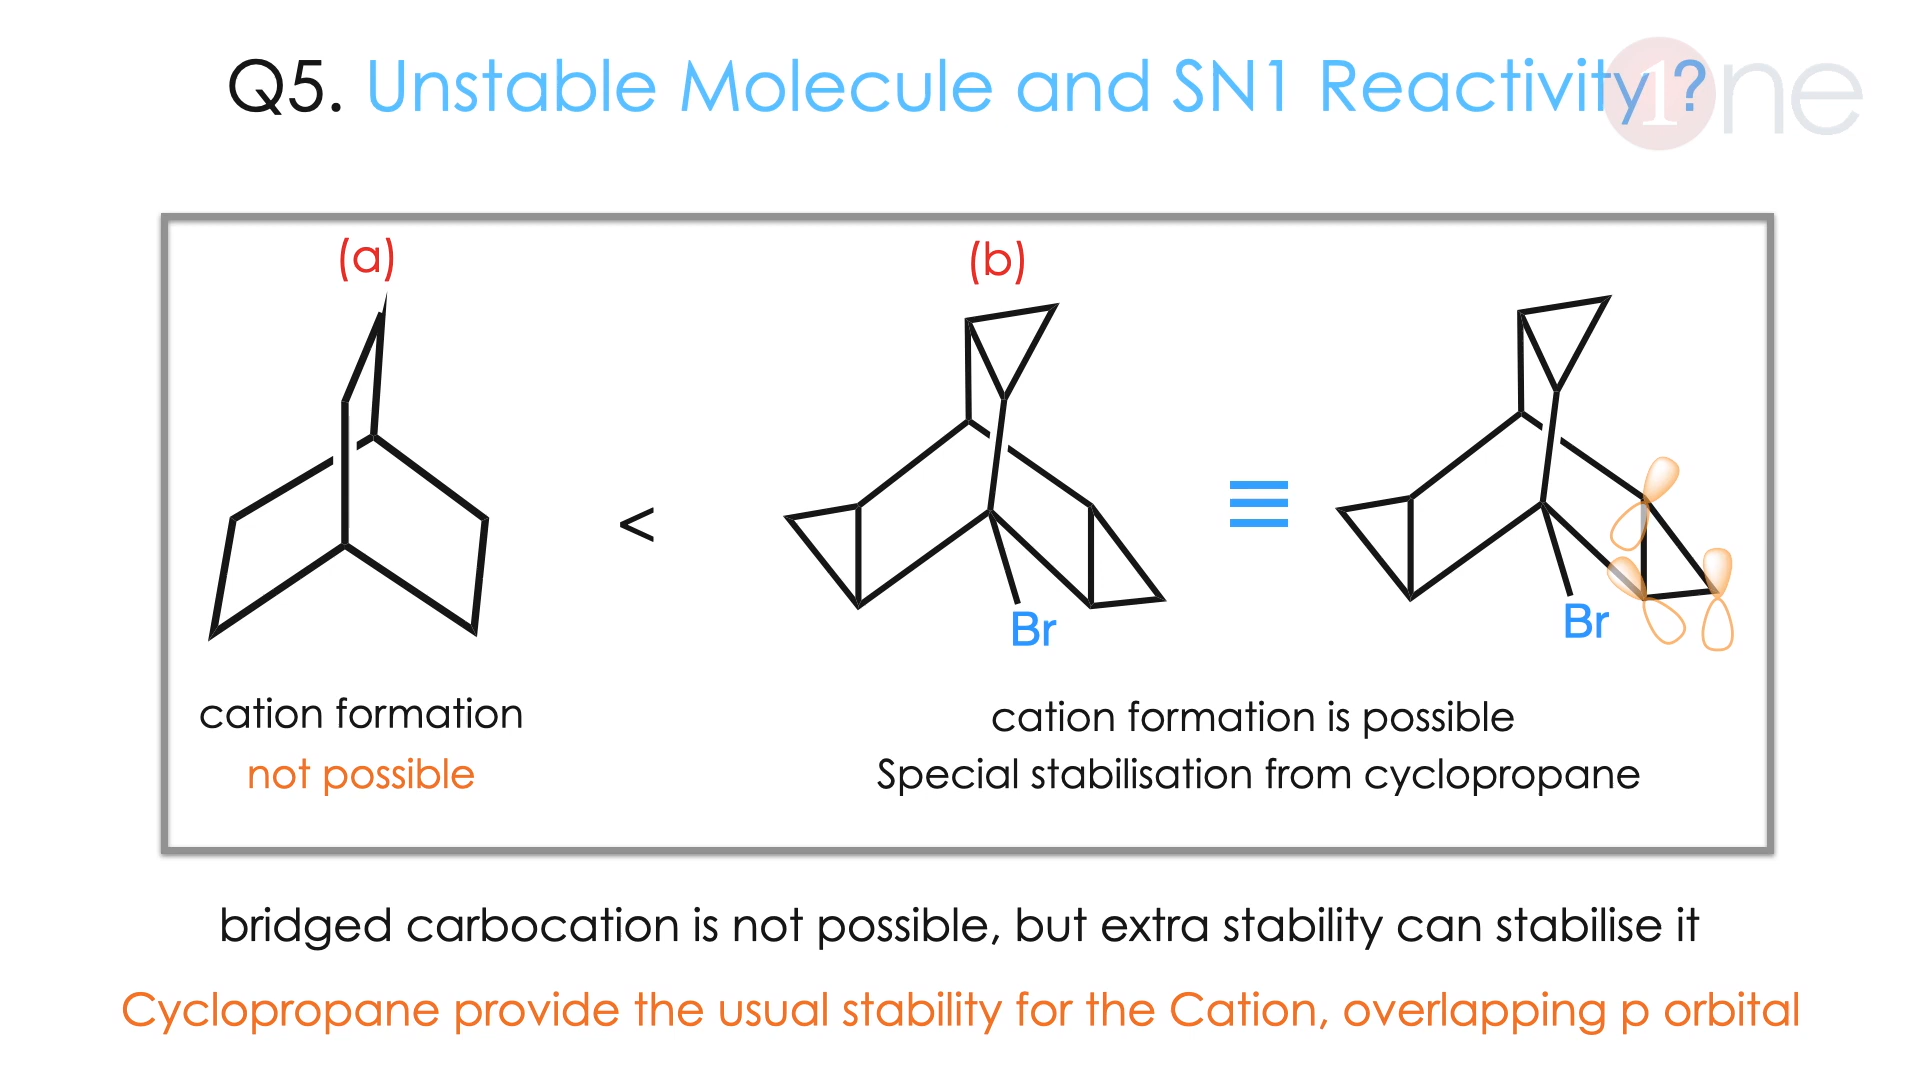 Q5. Unstable Molecule and SN1 Reactivity ?
1ne
(a)
(b)
<
≡
Br
Br
cation formation
not possible
cation formation is possible
Special stabilisation from cyclopropane
bridged carbocation is not possible, but extra stability can stabilise it
Cyclopropane provide the usual stability for the Cation, overlapping p orbital